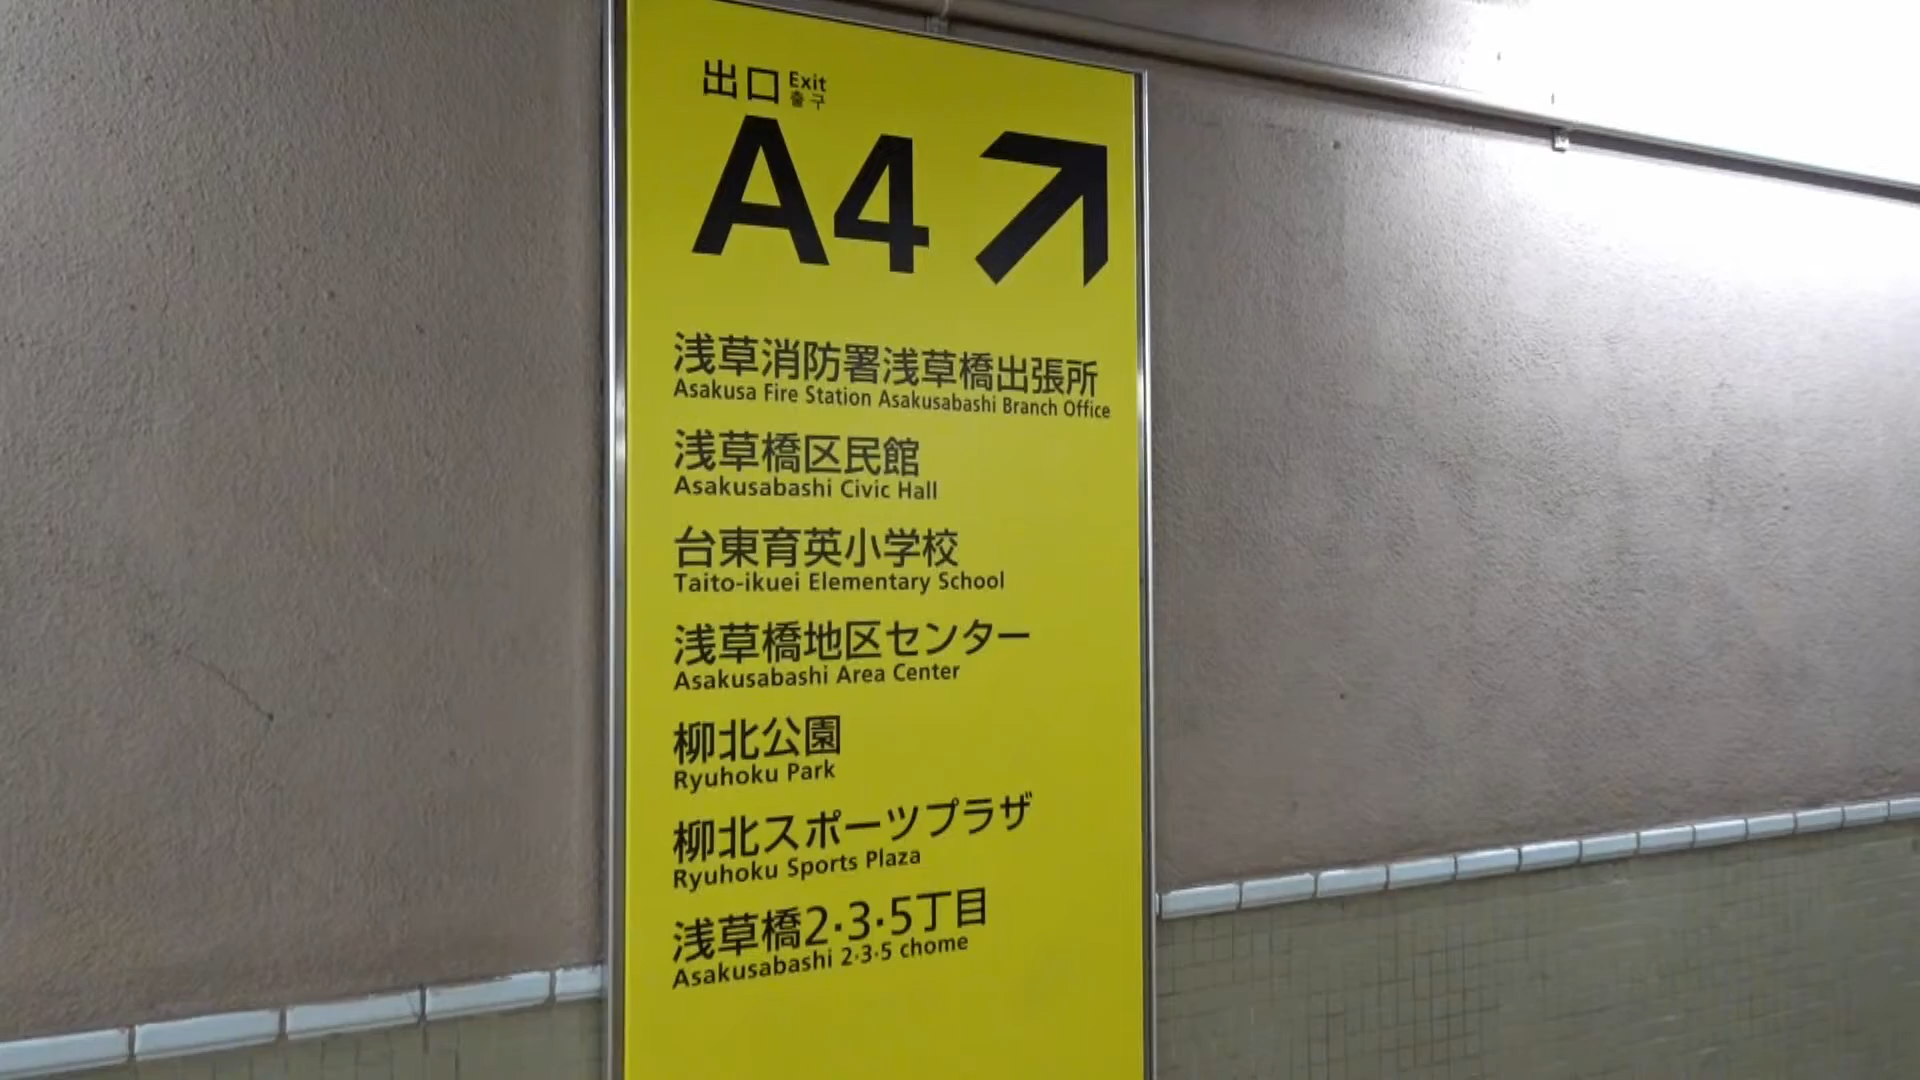 出口 Exit
출구
A4
浅草消防署浅草橋出張所
Asakusa Fire Station Asakusabashi Branch Office
浅草橋区民館
Asakusabashi Civic Hall
台東育英小学校
Taito-ikuei Elementary School
浅草橋地区センター
Asakusabashi Area Center
柳北公園
Ryuhoku Park
柳北スポーツプラザ
Ryuhoku Sports Plaza
浅草橋2·3·5丁目
Asakusabashi 2·3·5 chome